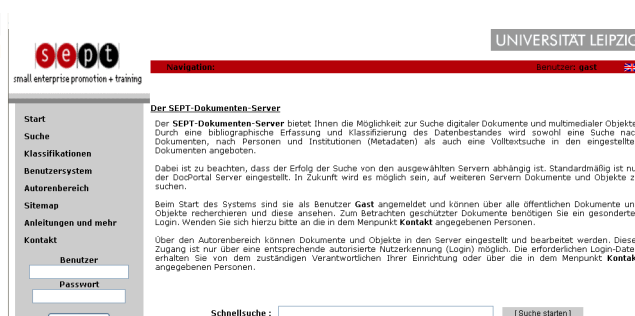 UNIVERSITÄT LEIPZIG
sept
small enterprise promotion + training
Navigation:
Benutzer: gast
Start
Suche
Klassifikationen
Benutzersystem
Autorenbereich
Sitemap
Anleitungen und mehr
Kontakt
Benutzer
Passwort
Der SEPT-Dokumenten-Server
Der SEPT-Dokumenten-Server bietet Ihnen die Möglichkeit zur Suche digitaler Dokumente und multimedialer Objekte
Durch eine bibliographische Erfassung und Klassifizierung des Datenbestandes wird sowohl eine Suche nac
Dokumenten, nach Personen und Institutionen (Metadaten) als auch eine Volltextsuche in den eingestellte
Dokumenten angeboten.
Dabei ist zu beachten, dass der Erfolg der Suche von den ausgewählten Servern abhängig ist. Standardmäßig ist nu
der DocPortal Server eingestellt. In Zukunft wird es möglich sein, auf weiteren Servern Dokumente und Objekte z
suchen.
Beim Start des Systems sind sie als Benutzer Gast angemeldet und können über alle öffentlichen Dokumente un
Objekte recherchieren und diese ansehen. Zum Betrachten geschützter Dokumente benötigen Sie ein gesonderte
Login. Wenden Sie sich hierzu bitte an die in dem Menpunkt Kontakt angegebenen Personen.
Über den Autorenbereich können Dokumente und Objekte in den Server eingestellt und bearbeitet werden. Diese
Zugang ist nur über eine entsprechende autorisierte Nutzerkennung (Login) möglich. Die erforderlichen Login-Date
erhalten Sie von dem zuständigen Verantwortlichen Ihrer Einrichtung oder über die in dem Menpunkt Kontak
angegebenen Personen.
Schnellsuche :
[ Suche starten ]